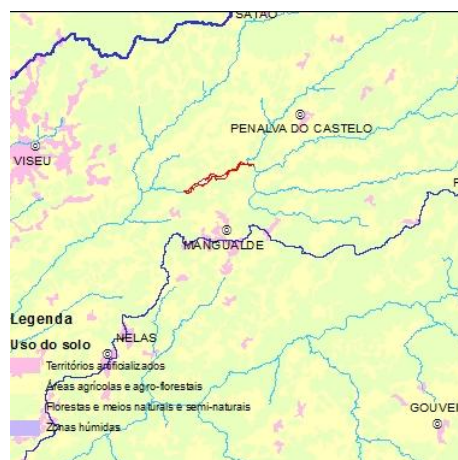 SATÃO
PENALVA DO CASTELO
VISEU
MANGUALDE
Legenda
NELAS
Uso do solo
Territórios artificializados
Áreas agrícolas e agro-florestais
Florestas e meios naturais e semi-naturais
GOUVEI
Zonas húmidas